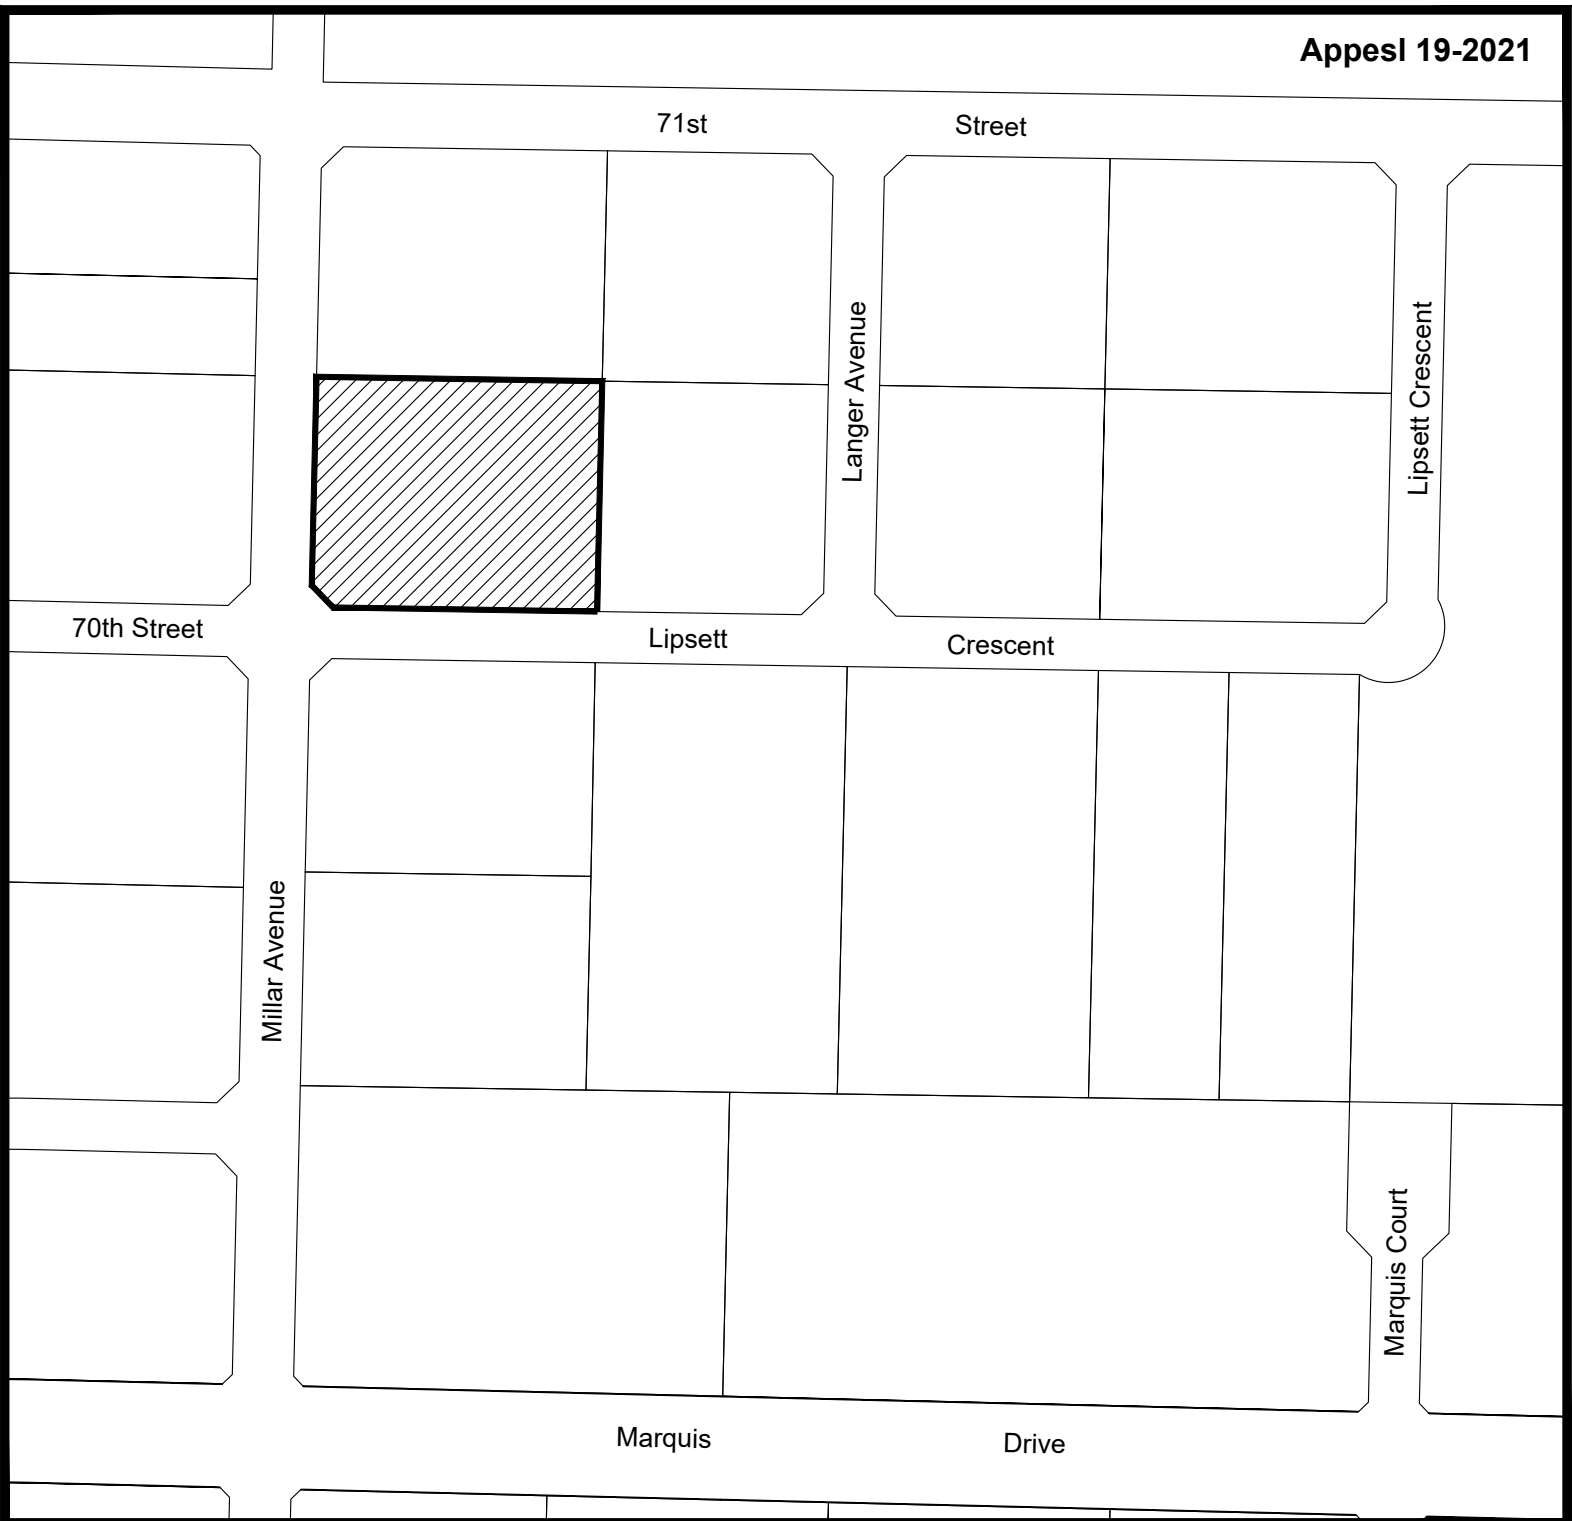 Appesl 19-2021
71st Street
Langer Avenue
Lipsett Crescent
70th Street
Lipsett Crescent
Millar Avenue
Marquis Court
Marquis Drive